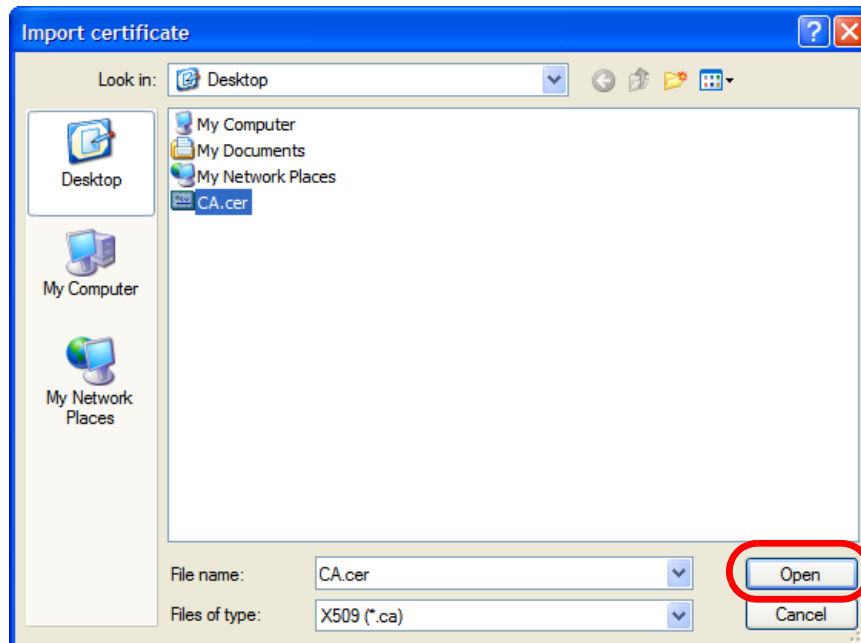 Import certificate
Look in: Desktop
My Computer
My Documents
My Network Places
CA.cer
Desktop
My Computer
My Network
Places
File name: CA.cer Open
Files of type: X509 (*.ca) Cancel